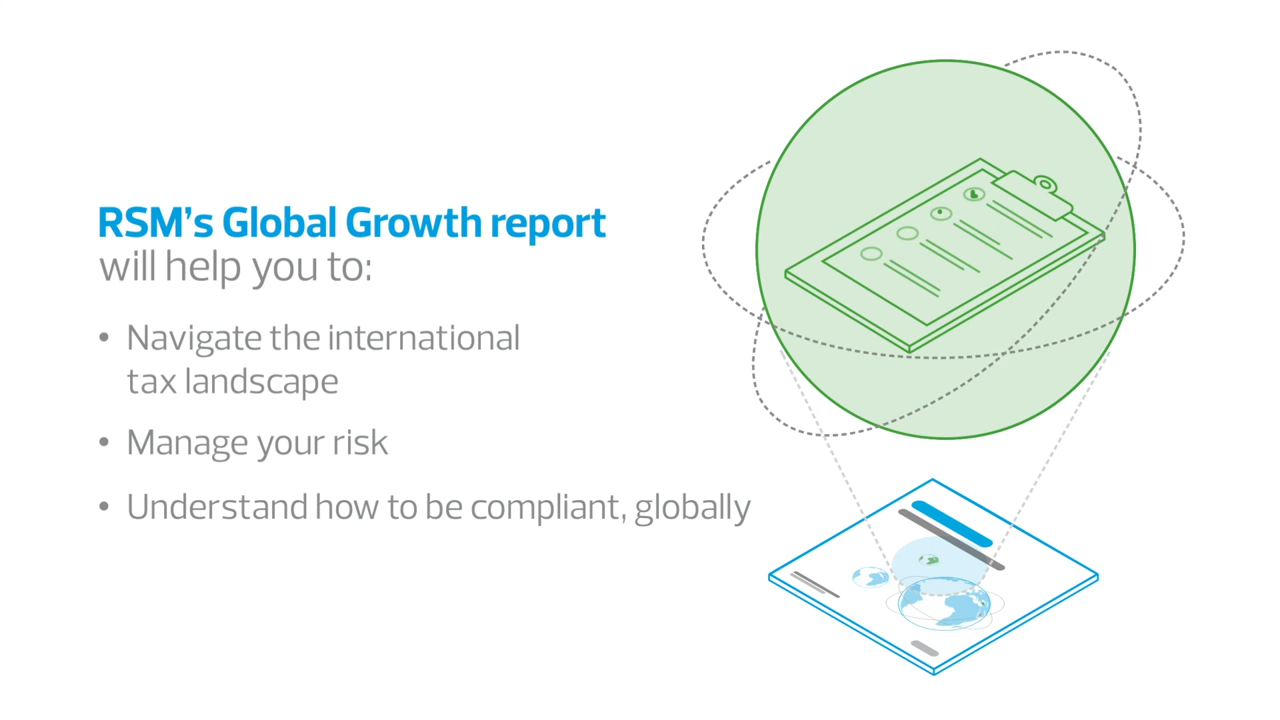 RSM’s Global Growth report
will help you to:
• Navigate the international
tax landscape
• Manage your risk
• Understand how to be compliant, globally